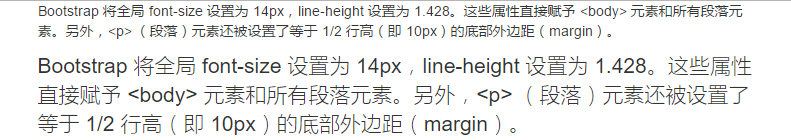 Bootstrap 将全局 font-size 设置为 14px，line-height 设置为 1.428。这些属性直接赋予 <body> 元素和所有段落元
素。另外，<p> （段落）元素还被设置了等于 1/2 行高（即 10px）的底部外边距（margin）。
Bootstrap 将全局 font-size 设置为 14px，line-height 设置为 1.428。这些属性
直接赋予 <body> 元素和所有段落元素。另外，<p> （段落）元素还被设置了
等于 1/2 行高（即 10px）的底部外边距（margin）。